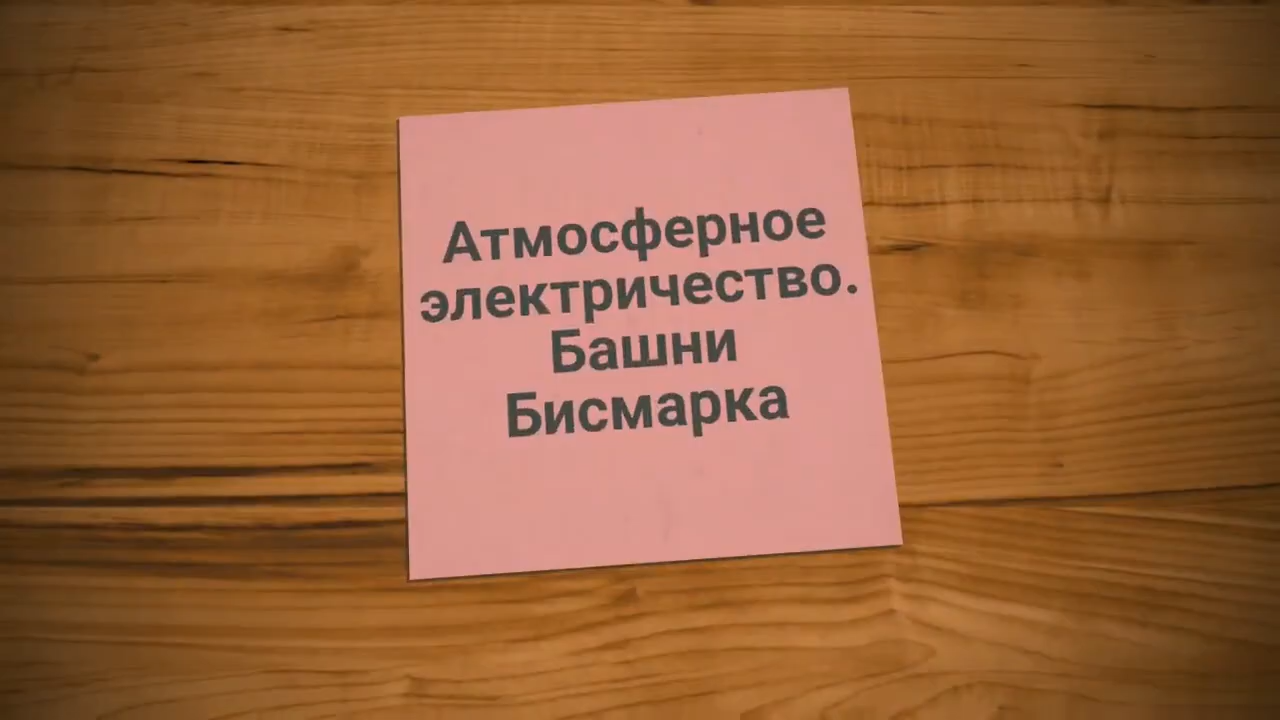 Атмосферное
электричество.
Башни
Бисмарка